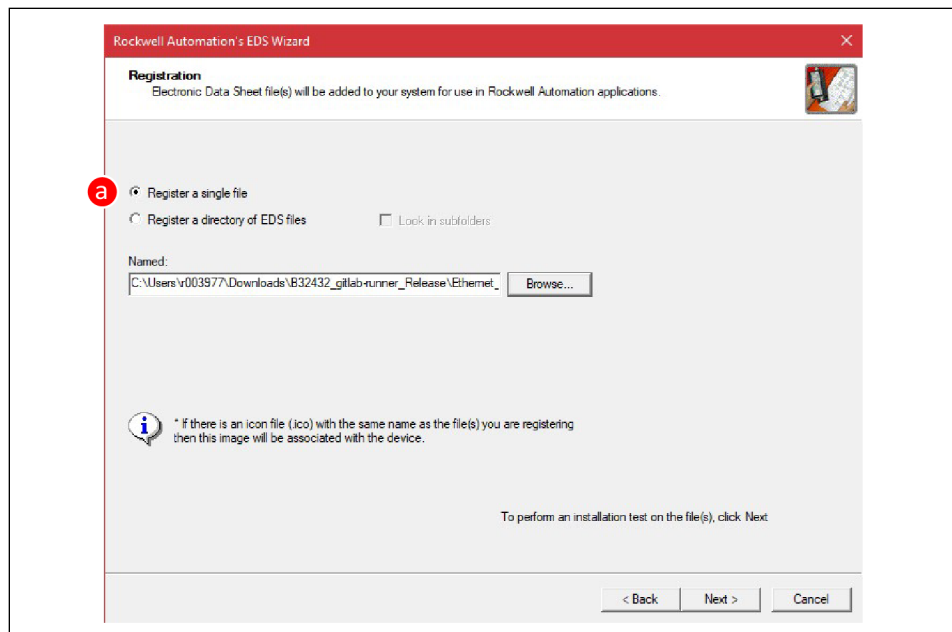 Rockwell Automation's EDS Wizard
Registration
Electronic Data Sheet file(s) will be added to your system for use in Rockwell Automation applications.
a
Register a single file
Register a directory of EDS files
Look in subfolders
Named:
C:\Users\r003977\Downloads\B32432_gitlab-runner_Release\Ethernet_
Browse...
* If there is an icon file (.ico) with the same name as the file(s) you are registering
then this image will be associated with the device.
To perform an installation test on the file(s), click Next
< Back
Next >
Cancel